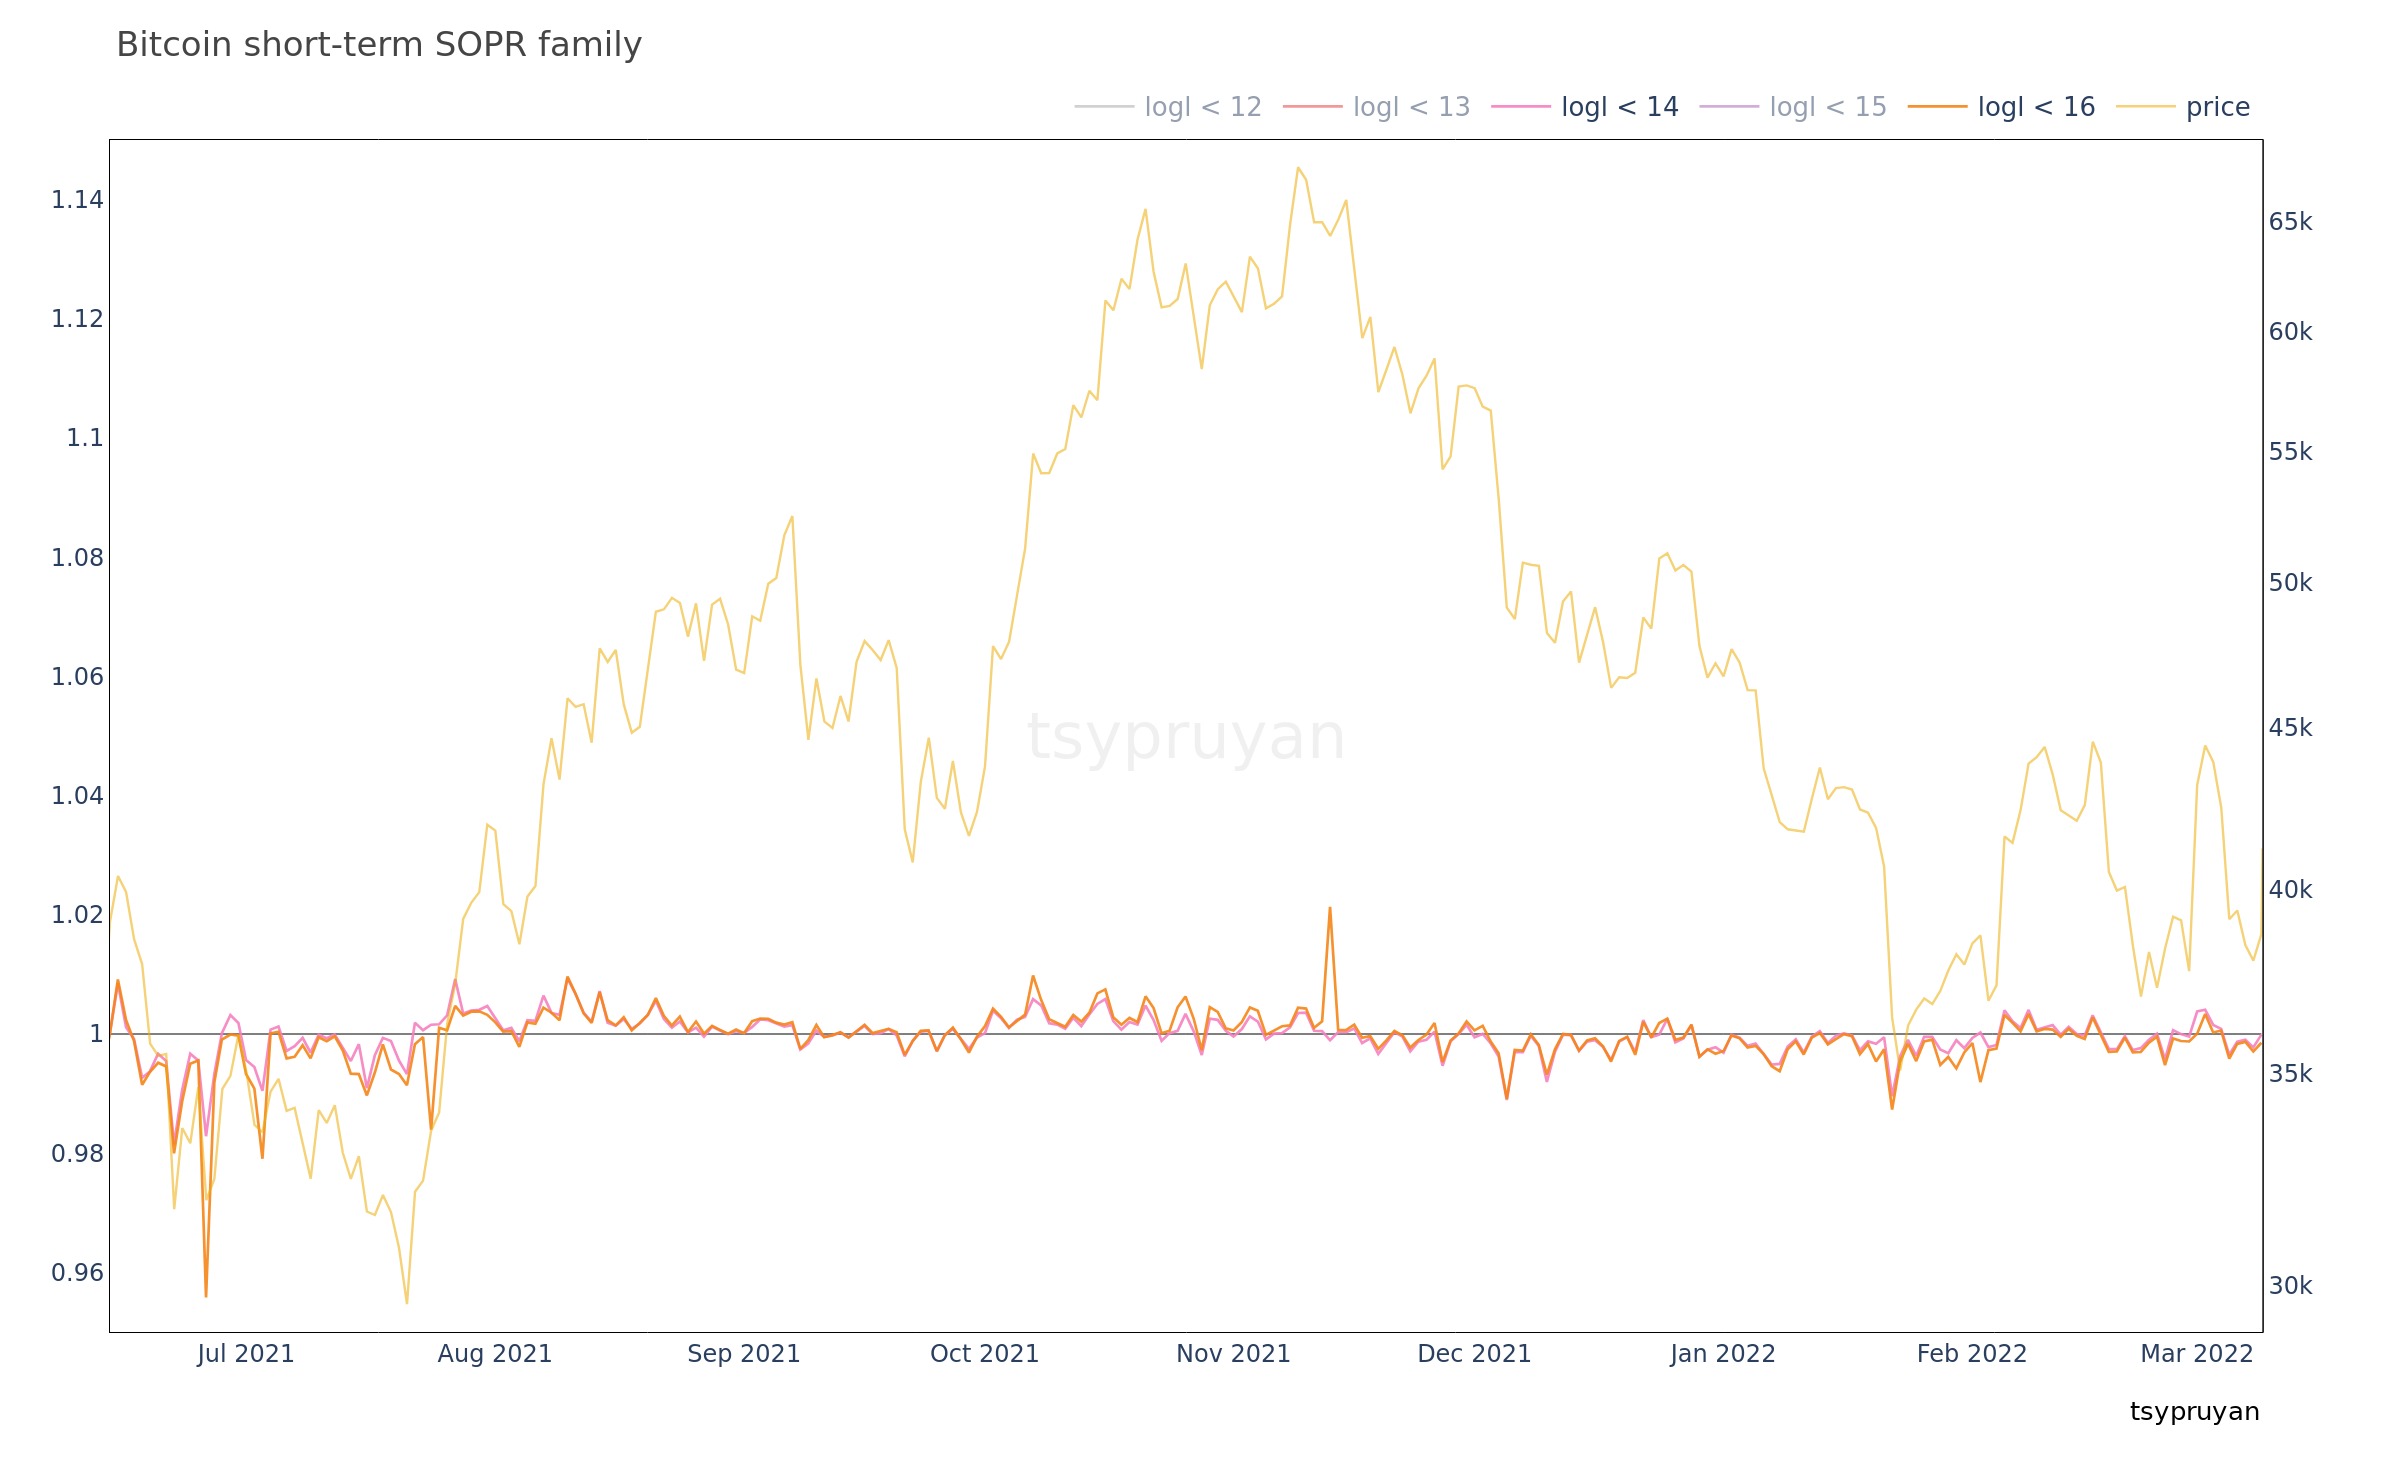 Bitcoin short-term SOPR family
logl < 12 logl < 13 logl < 14 logl < 15 logl < 16 price
1.14
1.12
1.1
1.08
1.06
1.04
1.02
1
0.98
0.96
65k
60k
55k
50k
45k
40k
35k
30k
tsypruyan
Jul 2021 Aug 2021 Sep 2021 Oct 2021 Nov 2021 Dec 2021 Jan 2022 Feb 2022 Mar 2022
tsypruyan